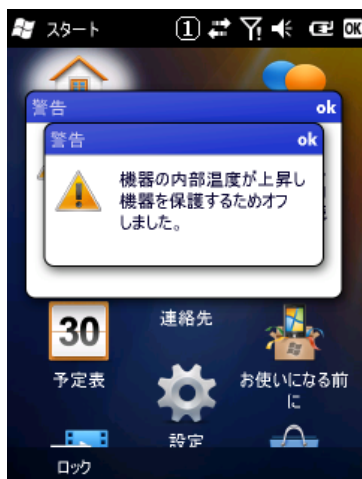 スタート
1
OK
警告 ok
警告 ok
機器の内部温度が上昇し
機器を保護するためオフ
しました。
30
連絡先
予定表
お使いになる前
に
設定
ロック